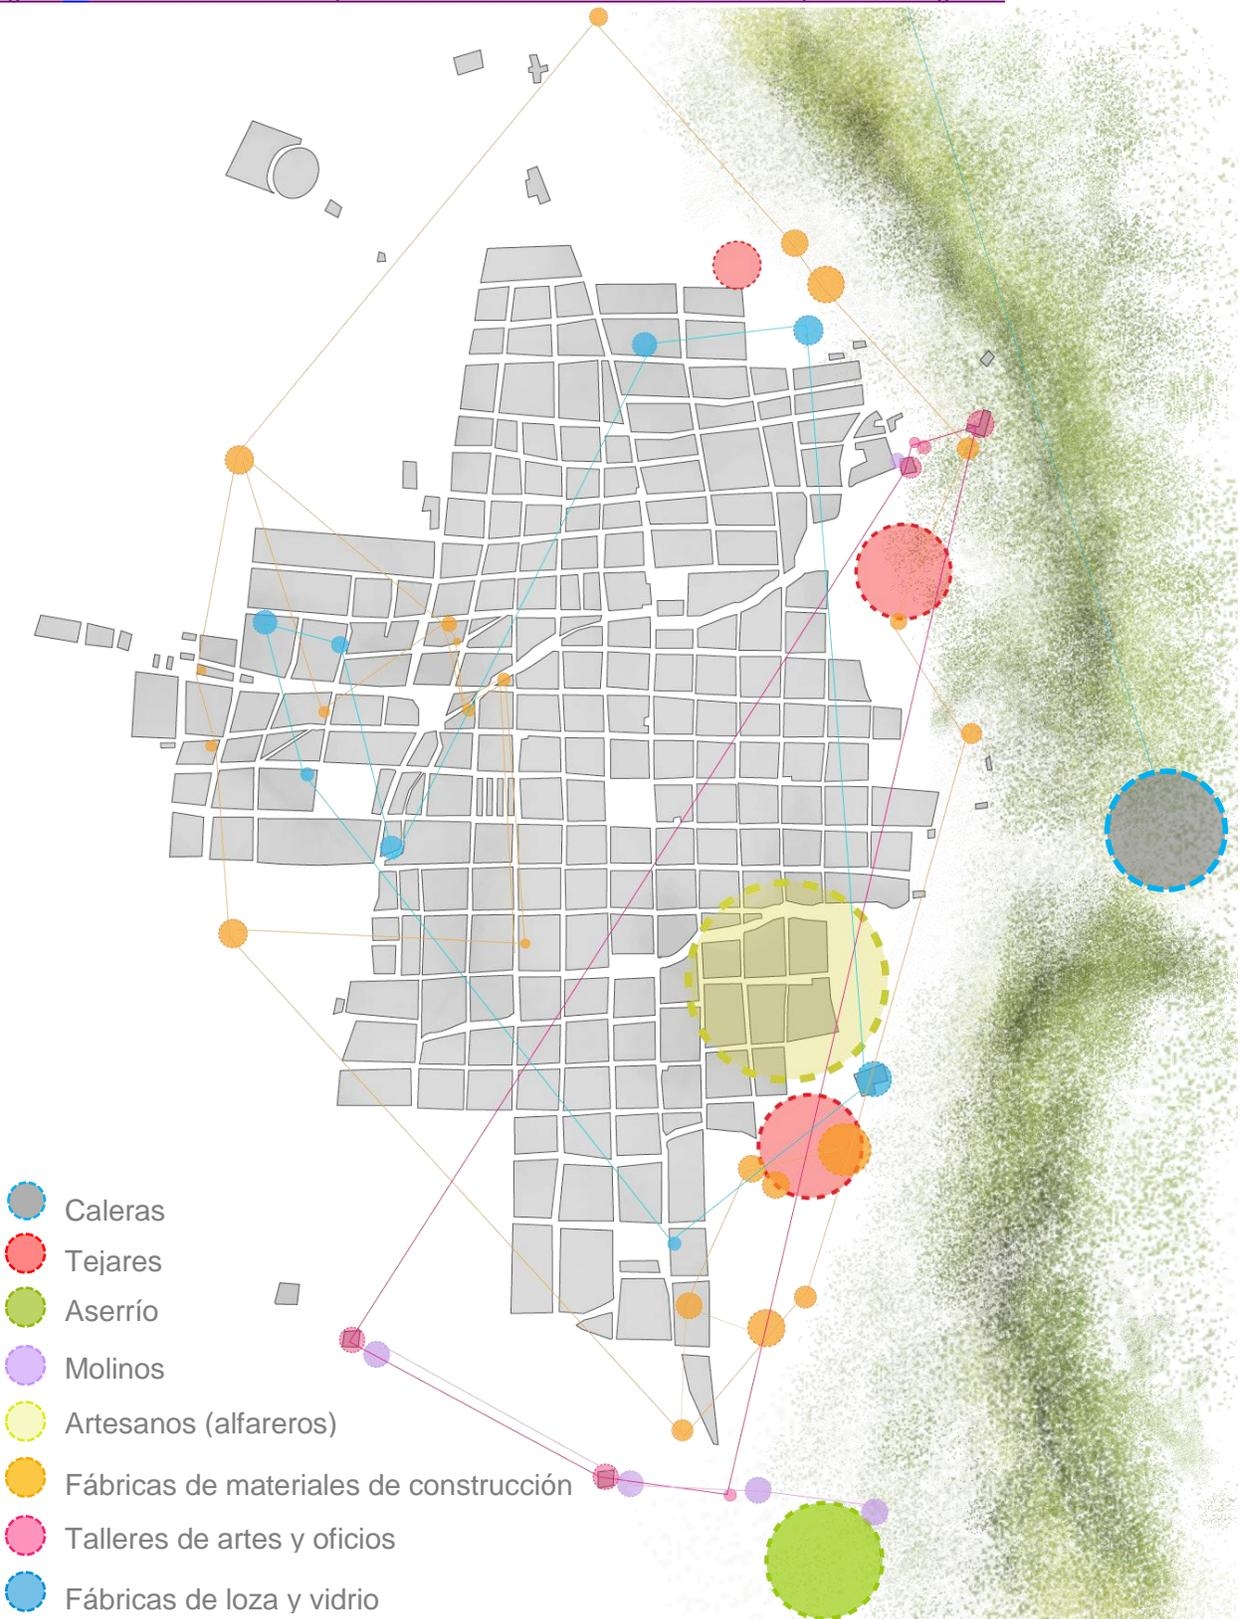 Caleras
Tejares
Aserrío
Molinos
Artesanos (alfareros)
Fábricas de materiales de construcción
Talleres de artes y oficios
Fábricas de loza y vidrio